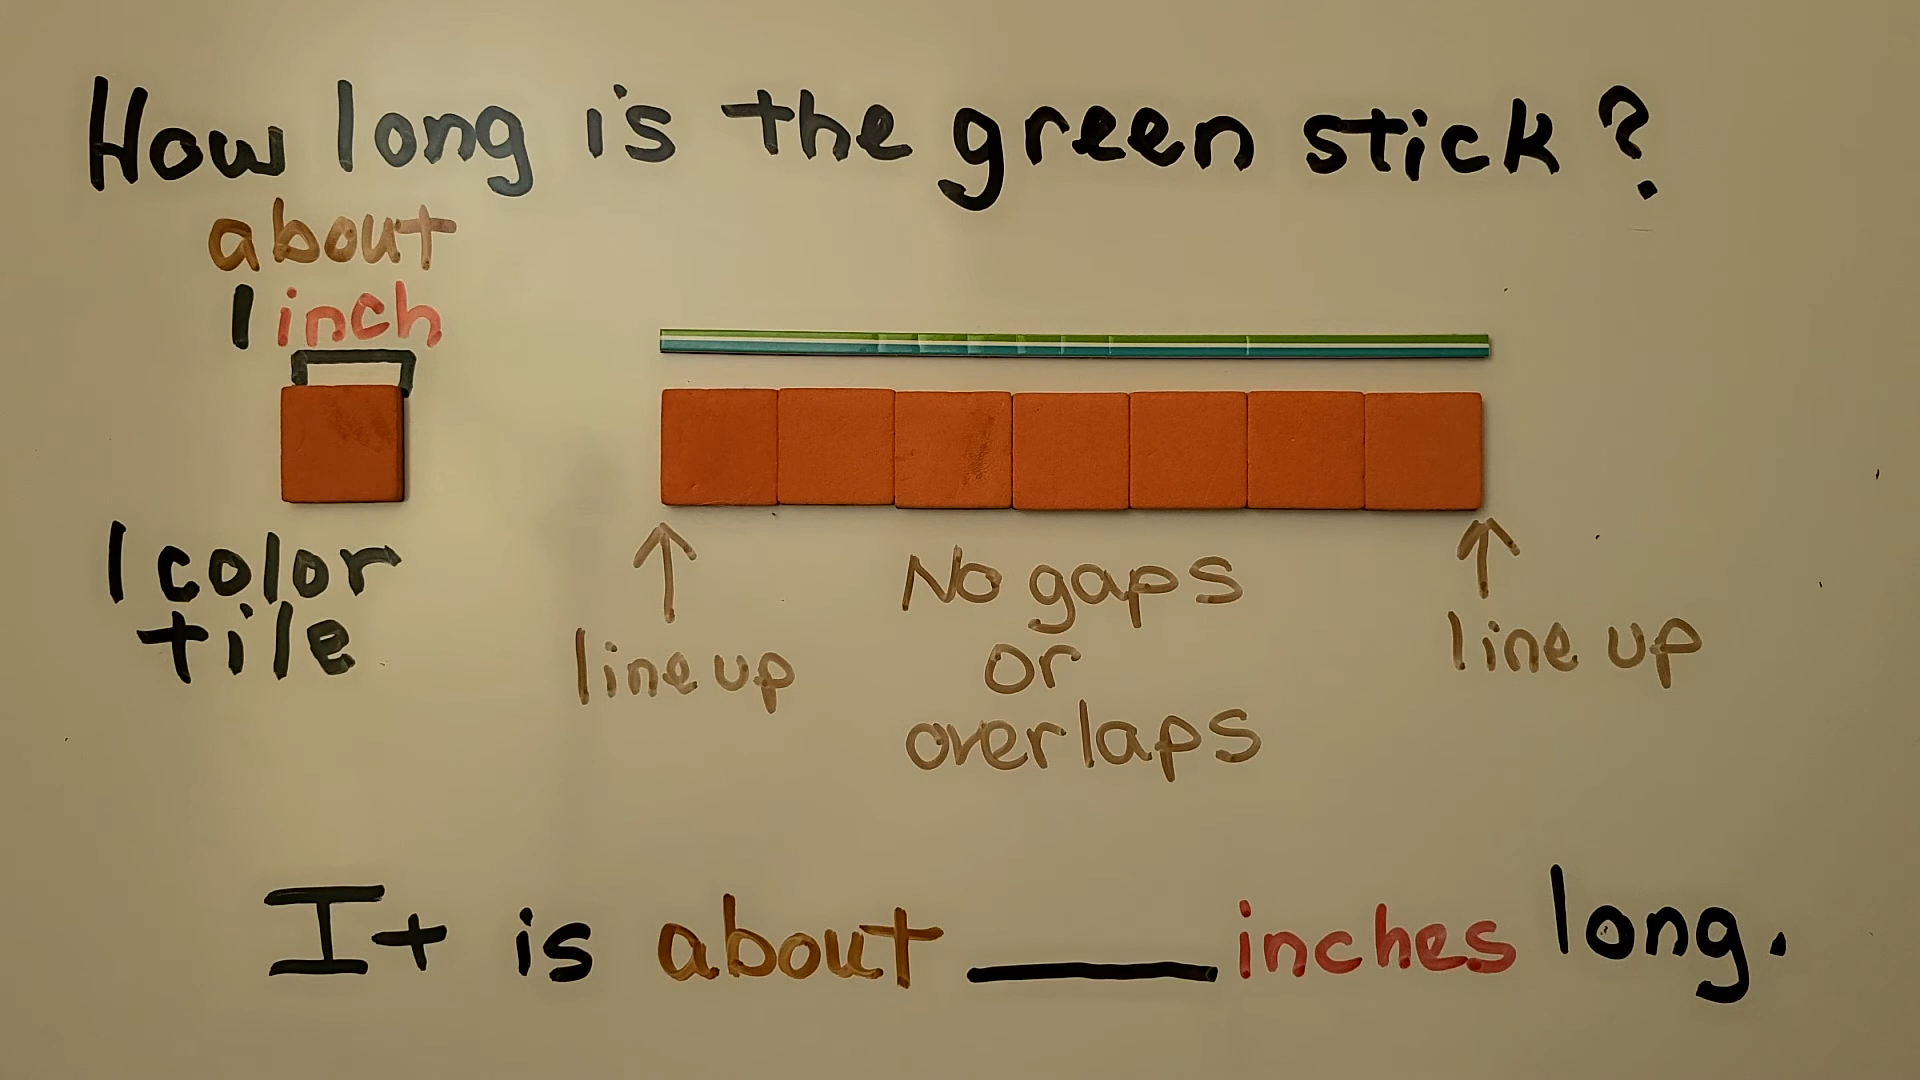 How long is the green stick?
about
1 inch
1 color
tile
line up
No gaps
or
overlaps
line up
It is about ____ inches long.